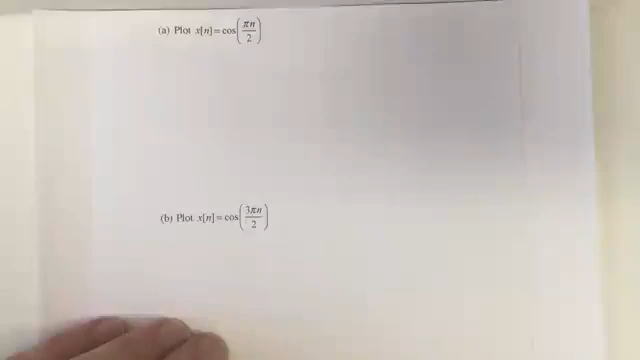 (a) Plot x[n]=cos(πn/2)
(b) Plot x[n]=cos(3πn/2)